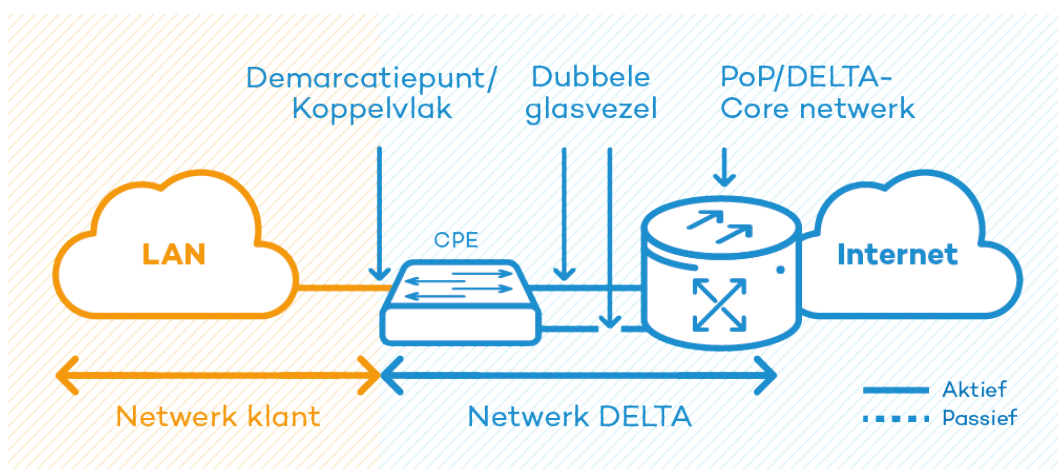 Demarcatiepunt/
Koppelvlak
Dubbele
glasvezel
PoP/DELTA-
Core netwerk
LAN
CPE
Internet
Netwerk klant
Netwerk DELTA
Aktief
Passief